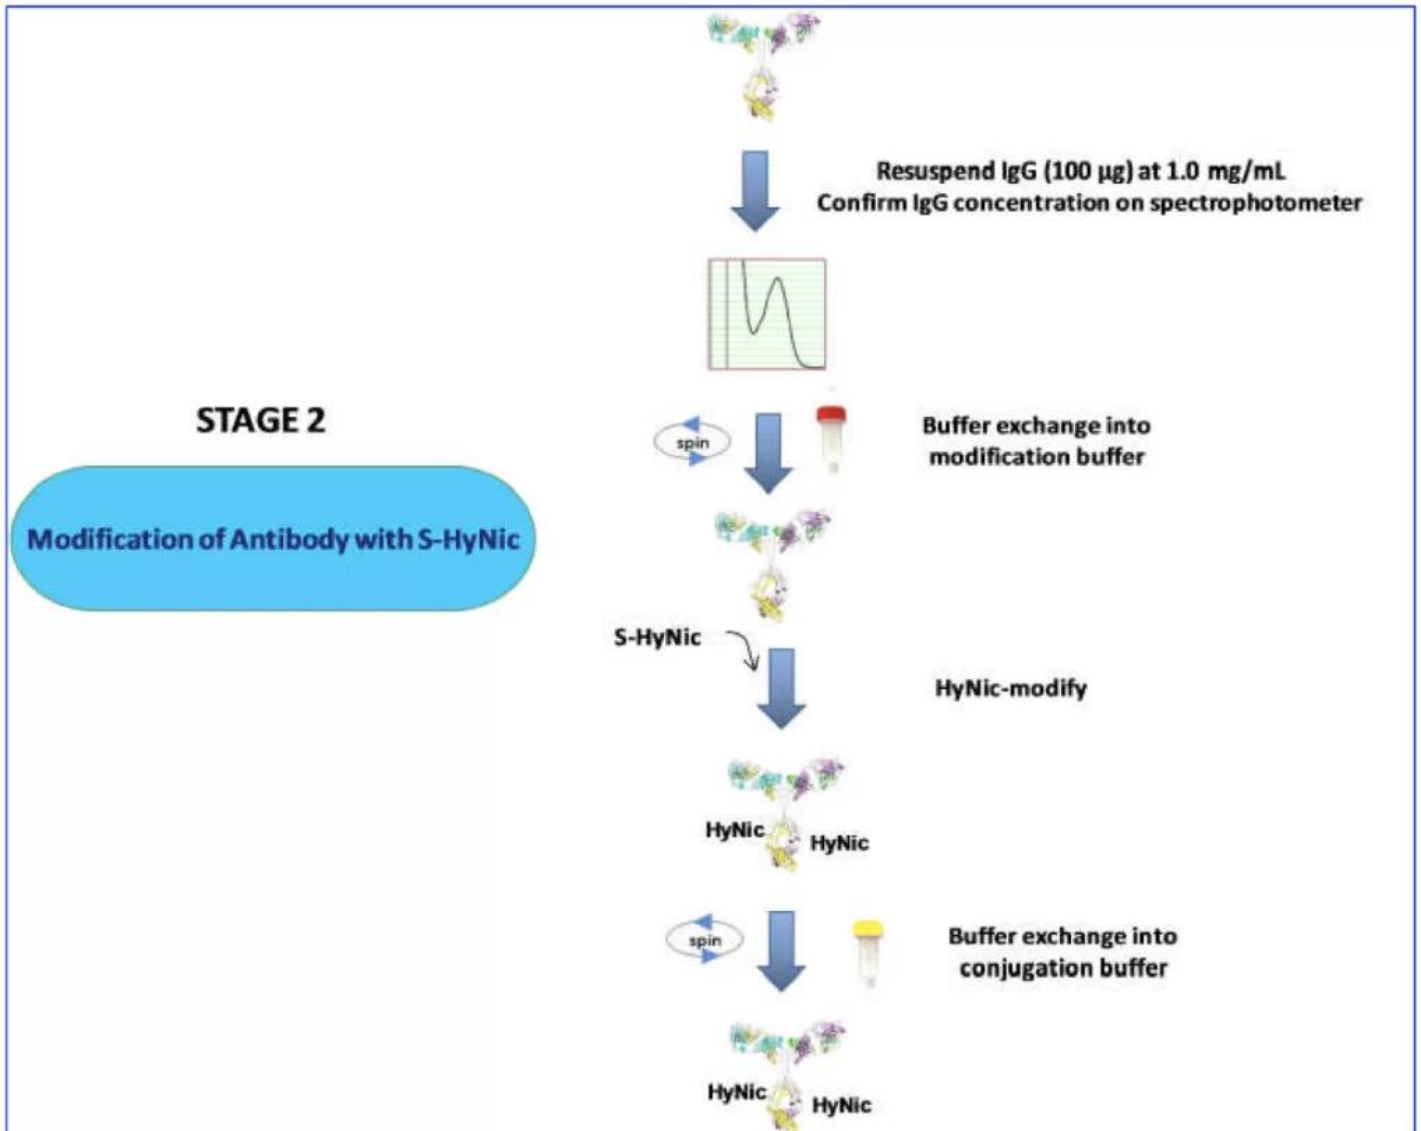 Resuspend IgG (100 µg) at 1.0 mg/mL
Confirm IgG concentration on spectrophotometer
STAGE 2
Modification of Antibody with S-HyNic
spin
Buffer exchange into
modification buffer
S-HyNic
HyNic-modify
HyNic
HyNic
spin
Buffer exchange into
conjugation buffer
HyNic
HyNic